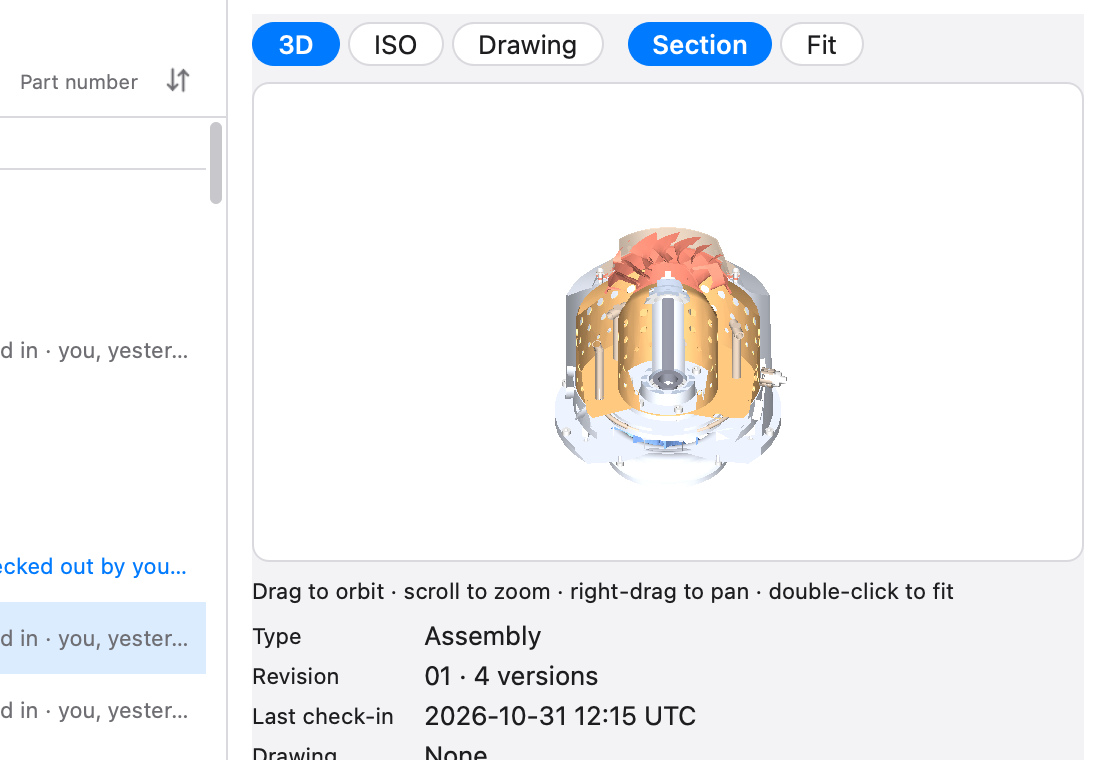 3D ISO Drawing Section Fit
Part number
d in · you, yester...
ecked out by you...
d in · you, yester...
d in · you, yester...
Drag to orbit · scroll to zoom · right-drag to pan · double-click to fit
Type Assembly
Revision 01 · 4 versions
Last check-in 2026-10-31 12:15 UTC
Drawing None